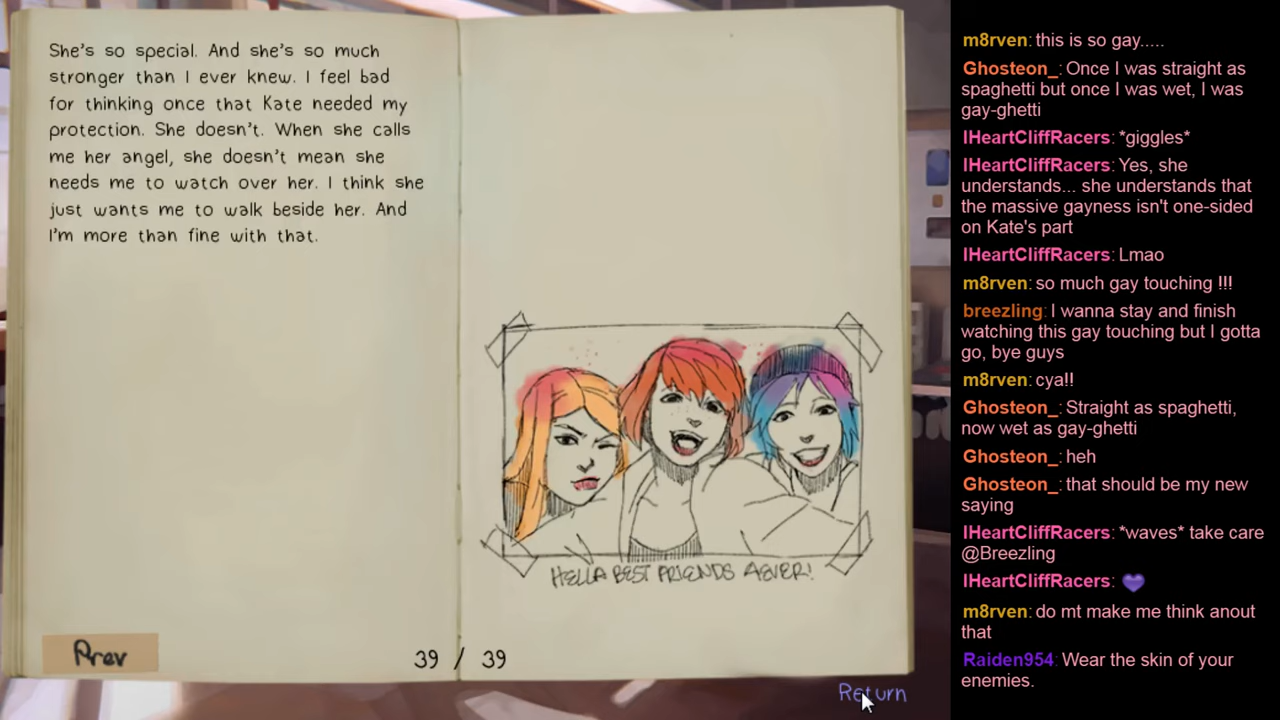 She's so special. And she's so much
stronger than I ever knew. I feel bad
for thinking once that Kate needed my
protection. She doesn't. When she calls
me her angel, she doesn't mean she
needs me to watch over her. I think she
just wants me to walk beside her. And
I'm more than fine with that.
HELLA BEST FRIENDS 4EVER!
Prev
39 / 39
Return
m8rven: this is so gay.....
Ghosteon_: Once I was straight as
spaghetti but once I was wet, I was
gay-ghetti
IHeartCliffRacers: *giggles*
IHeartCliffRacers: Yes, she
understands... she understands that
the massive gayness isn't one-sided
on Kate's part
IHeartCliffRacers: Lmao
m8rven: so much gay touching !!!
breezling: I wanna stay and finish
watching this gay touching but I gotta
go, bye guys
m8rven: cya!!
Ghosteon_: Straight as spaghetti,
now wet as gay-ghetti
Ghosteon_: heh
Ghosteon_: that should be my new
saying
IHeartCliffRacers: *waves* take care
@Breezling
IHeartCliffRacers: 💜
m8rven: do mt make me think anout
that
Raiden954: Wear the skin of your
enemies.